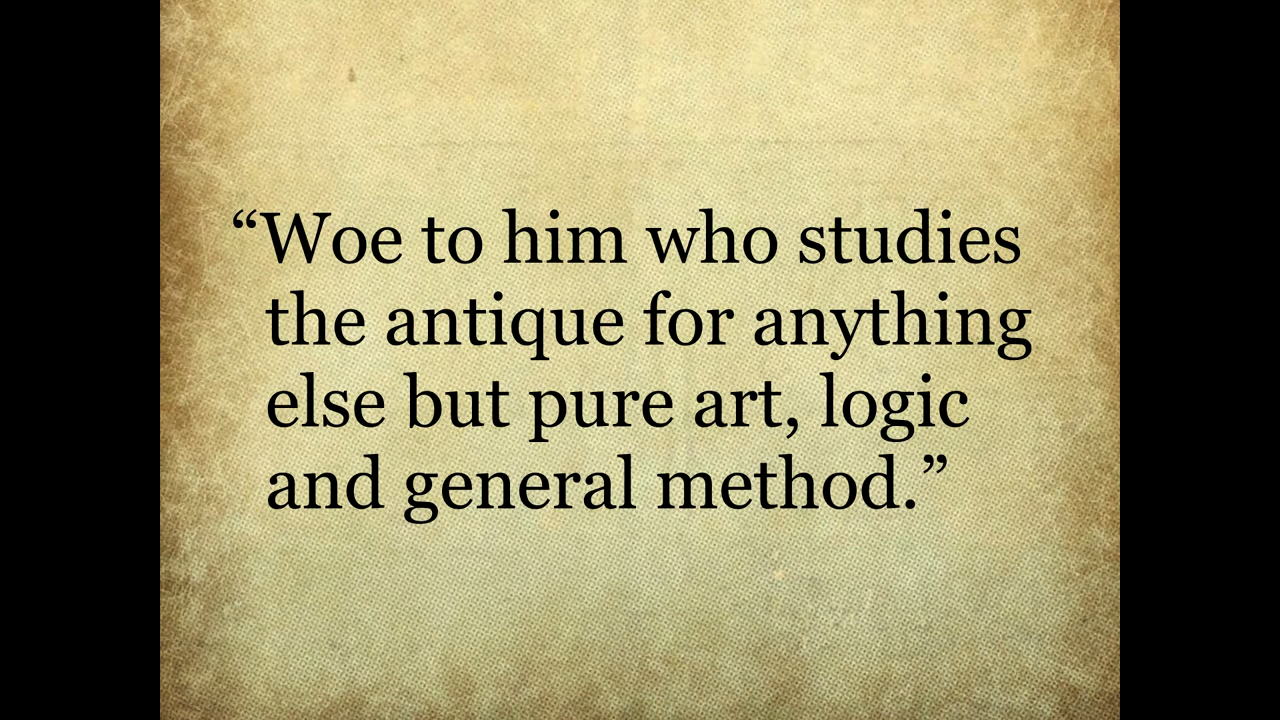 “Woe to him who studies
the antique for anything
else but pure art, logic
and general method.”